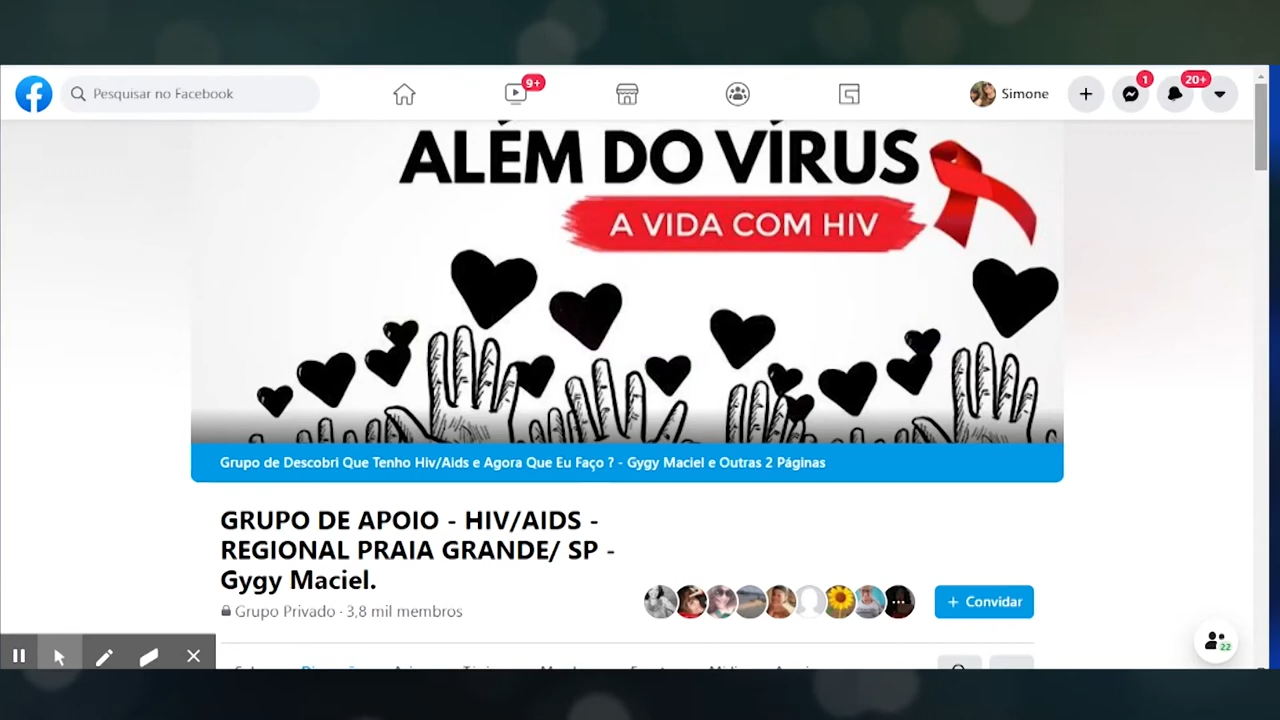 Pesquisar no Facebook
9+
Simone
1
20+
ALÉM DO VÍRUS
A VIDA COM HIV
Grupo de Descobri Que Tenho Hiv/Aids e Agora Que Eu Faço ? - Gygy Maciel e Outras 2 Páginas
GRUPO DE APOIO - HIV/AIDS -
REGIONAL PRAIA GRANDE/ SP -
Gygy Maciel.
Grupo Privado · 3,8 mil membros
+ Convidar
22